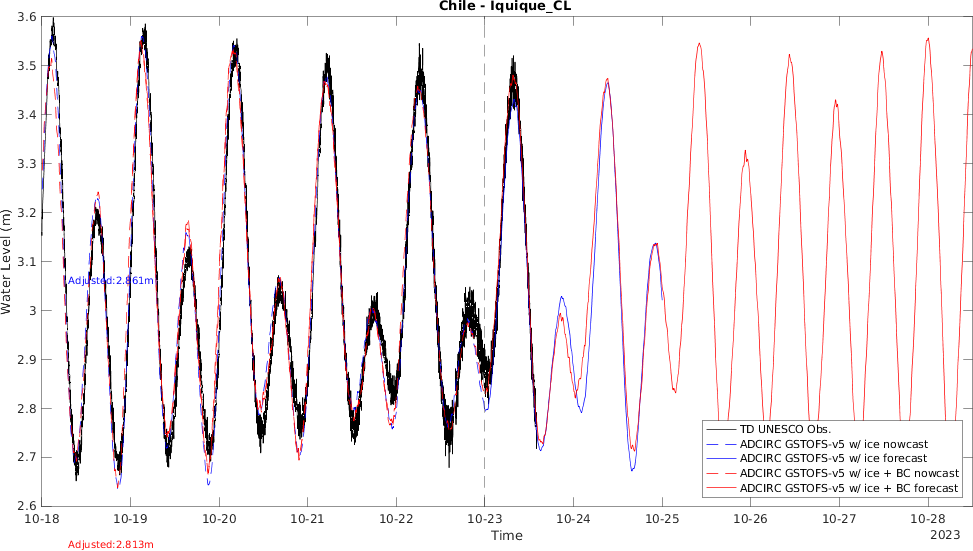 Chile - Iquique_CL
3.6
3.5
3.4
3.3
3.2
3.1
3
2.9
2.8
2.7
2.6
Water Level (m)
Adjusted:2.861m
TD UNESCO Obs.
ADCIRC GSTOFS-v5 w/ ice nowcast
ADCIRC GSTOFS-v5 w/ ice forecast
ADCIRC GSTOFS-v5 w/ ice + BC nowcast
ADCIRC GSTOFS-v5 w/ ice + BC forecast
10-18 10-19 10-20 10-21 10-22 10-23 10-24 10-25 10-26 10-27 10-28
2023
Time
Adjusted:2.813m